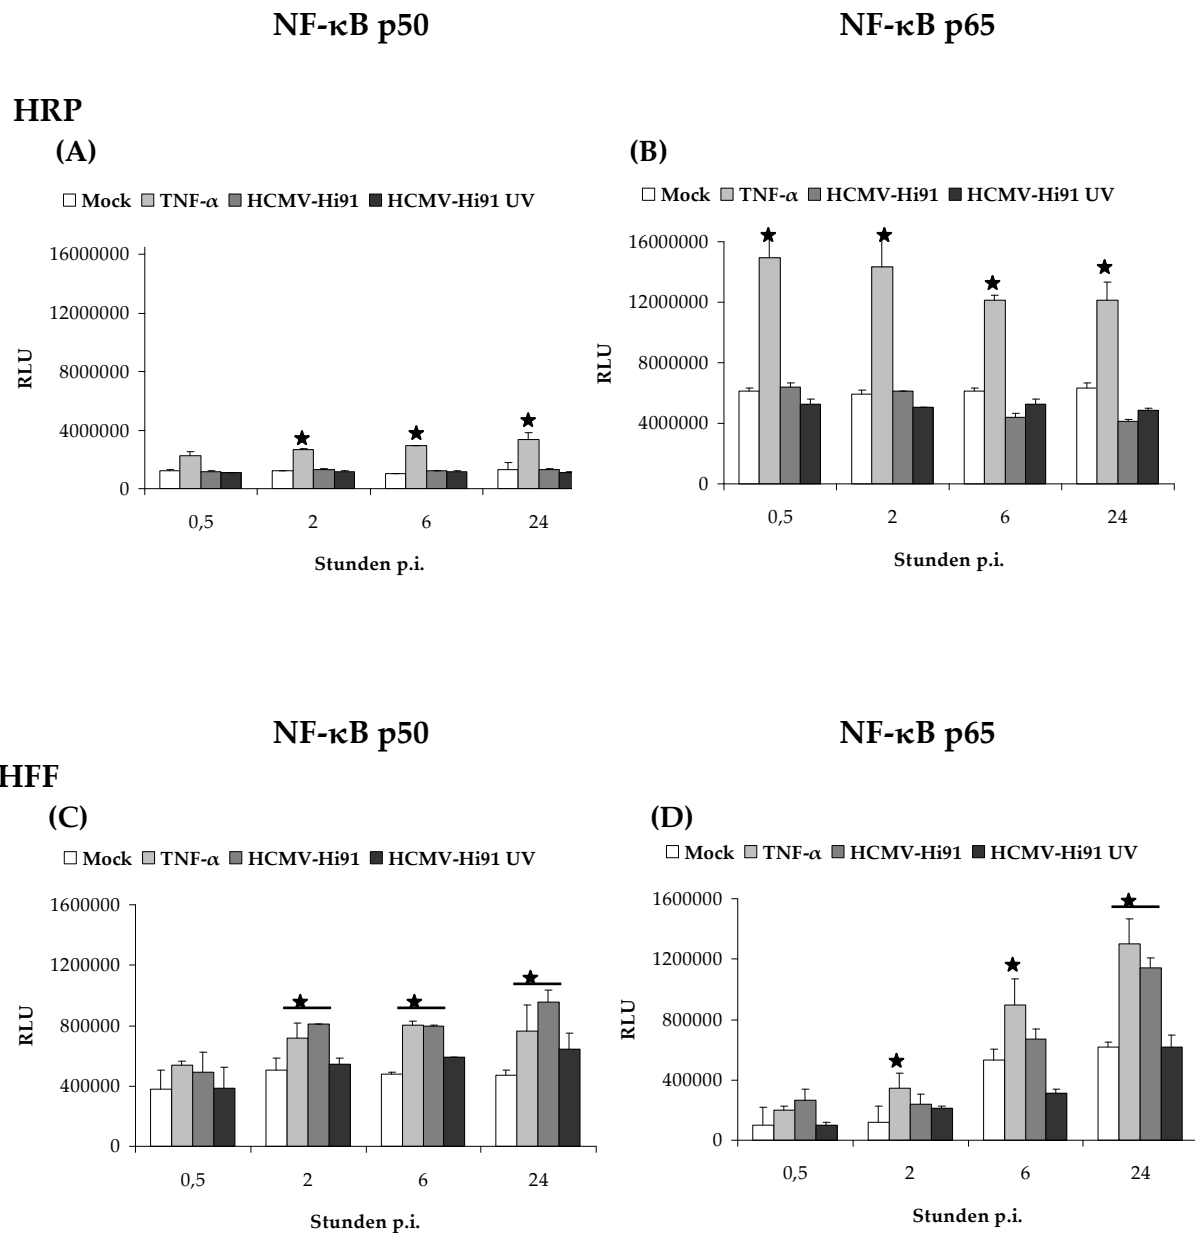 NF-κB p50 NF-κB p65
HRP
(A)
Mock TNF-α HCMV-Hi91 HCMV-Hi91 UV
16000000
12000000
8000000
4000000
0
RLU
0,5 2 6 24
Stunden p.i.
(B)
Mock TNF-α HCMV-Hi91 HCMV-Hi91 UV
16000000
12000000
8000000
4000000
0
RLU
0,5 2 6 24
Stunden p.i.
NF-κB p50 NF-κB p65
HFF
(C)
Mock TNF-α HCMV-Hi91 HCMV-Hi91 UV
1600000
1200000
800000
400000
0
RLU
0,5 2 6 24
Stunden p.i.
(D)
Mock TNF-α HCMV-Hi91 HCMV-Hi91 UV
1600000
1200000
800000
400000
0
RLU
0,5 2 6 24
Stunden p.i.